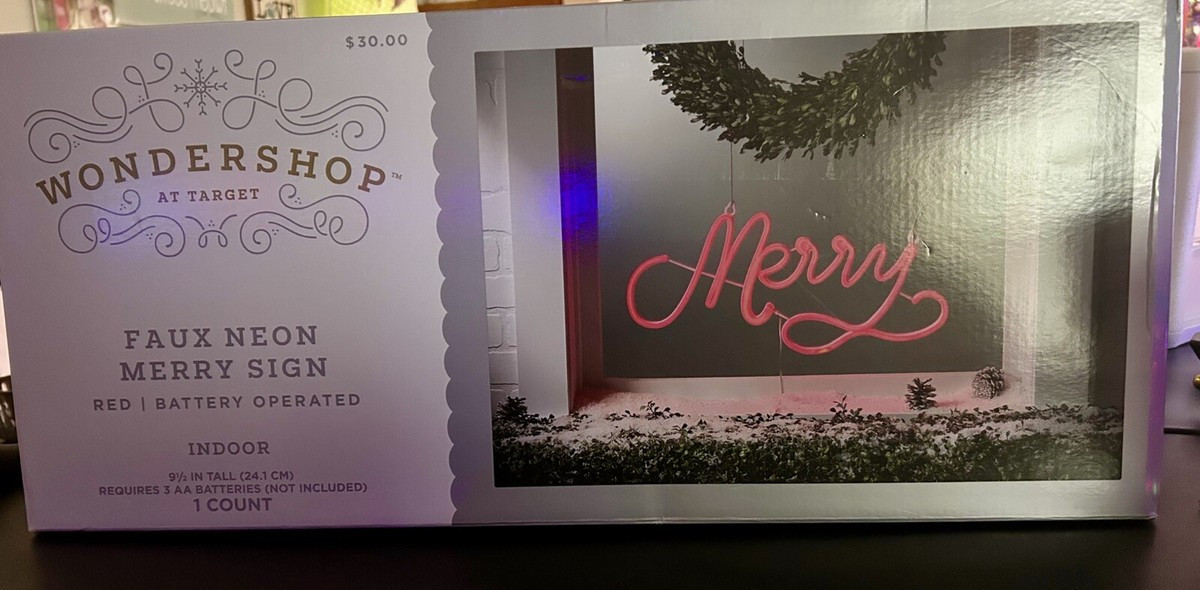 $30.00
WONDERSHOP™
AT TARGET
FAUX NEON
MERRY SIGN
RED | BATTERY OPERATED
INDOOR
9½ IN TALL (24.1 CM)
REQUIRES 3 AA BATTERIES (NOT INCLUDED)
1 COUNT
Merry